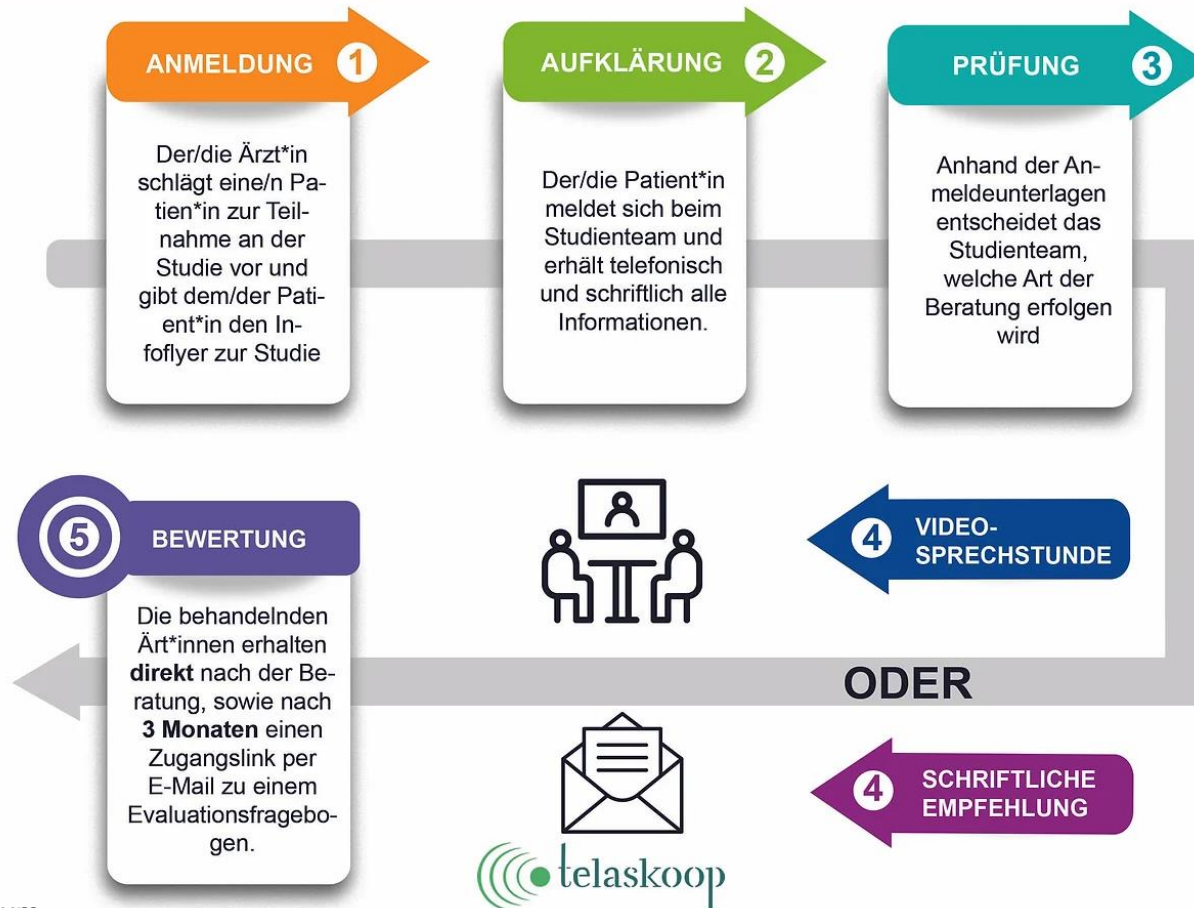 ANMELDUNG 1
Der/die Ärzt*in
schlägt eine/n Pa-
tien*in zur Teil-
nahme an der
Studie vor und
gibt dem/der Pati-
ent*in den In-
foflyer zur Studie
AUFKLÄRUNG 2
Der/die Patient*in
meldet sich beim
Studienteam und
erhält telefonisch
und schriftlich alle
Informationen.
PRÜFUNG 3
Anhand der An-
meldeunterlagen
entscheidet das
Studienteam,
welche Art der
Beratung erfolgen
wird
4 VIDEO-
SPRECHSTUNDE
ODER
4 SCHRIFTLICHE
EMPFEHLUNG
5 BEWERTUNG
Die behandelnden
Ärt*innen erhalten
direkt nach der Be-
ratung, sowie nach
3 Monaten einen
Zugangslink per
E-Mail zu einem
Evaluationsfragebo-
gen.
telaskoop